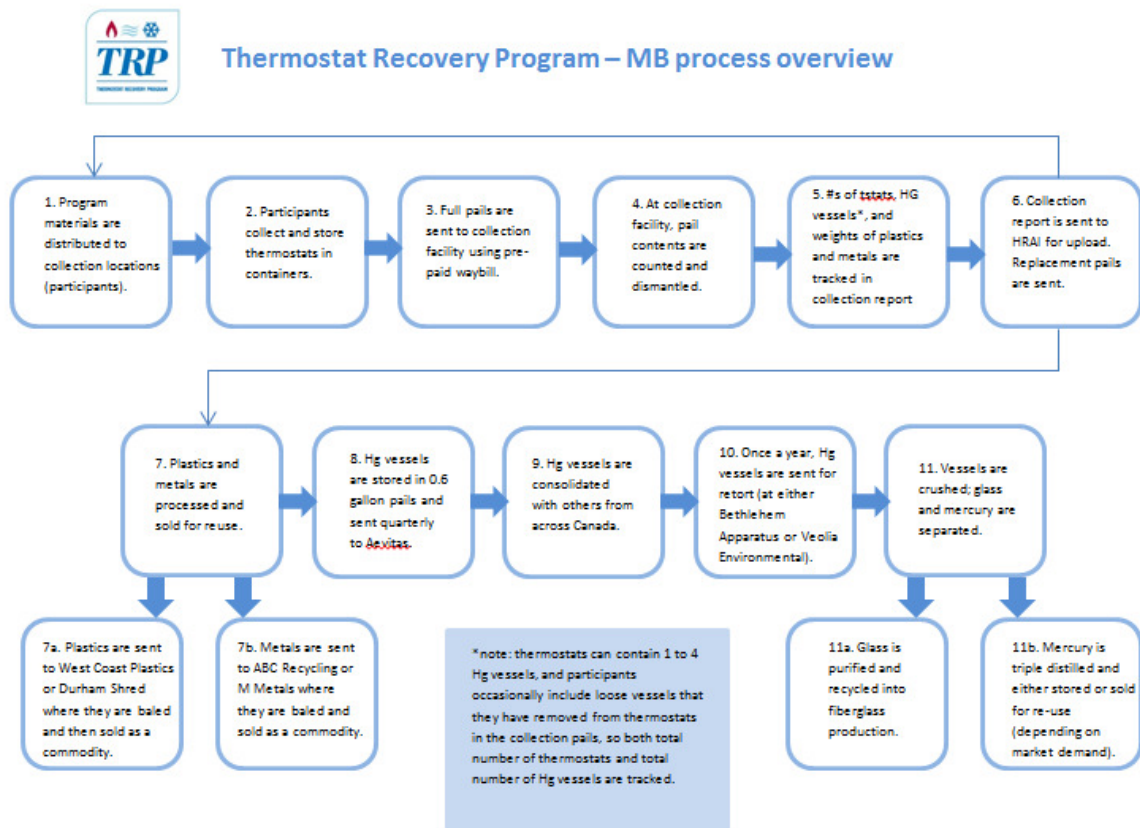 TRP
THERMOSTAT RECOVERY PROGRAM
Thermostat Recovery Program – MB process overview
1. Program
materials are
distributed to
collection locations
(participants).
2. Participants
collect and store
thermostats in
containers.
3. Full pails are
sent to collection
facility using pre-
paid waybill.
4. At collection
facility, pail
contents are
counted and
dismantled.
5. #s of tstats, HG
vessels*, and
weights of plastics
and metals are
tracked in
collection report
6. Collection
report is sent to
HRAI for upload.
Replacement pails
are sent.
7. Plastics and
metals are
processed and
sold for reuse.
8. Hg vessels
are stored in 0.6
gallon pails and
sent quarterly
to Aevitas.
9. Hg vessels are
consolidated
with others from
across Canada.
10. Once a year, Hg
vessels are sent for
retort (at either
Bethlehem
Apparatus or Veolia
Environmental).
11. Vessels are
crushed; glass
and mercury are
separated.
7a. Plastics are sent
to West Coast Plastics
or Durham Shred
where they are baled
and then sold as a
commodity.
7b. Metals are sent
to ABC Recycling or
M Metals where
they are baled and
sold as a commodity.
*note: thermostats can contain 1 to 4
Hg vessels, and participants
occasionally include loose vessels that
they have removed from thermostats
in the collection pails, so both total
number of thermostats and total
number of Hg vessels are tracked.
11a. Glass is
purified and
recycled into
fiberglass
production.
11b. Mercury is
triple distilled and
either stored or sold
for re-use
(depending on
market demand).